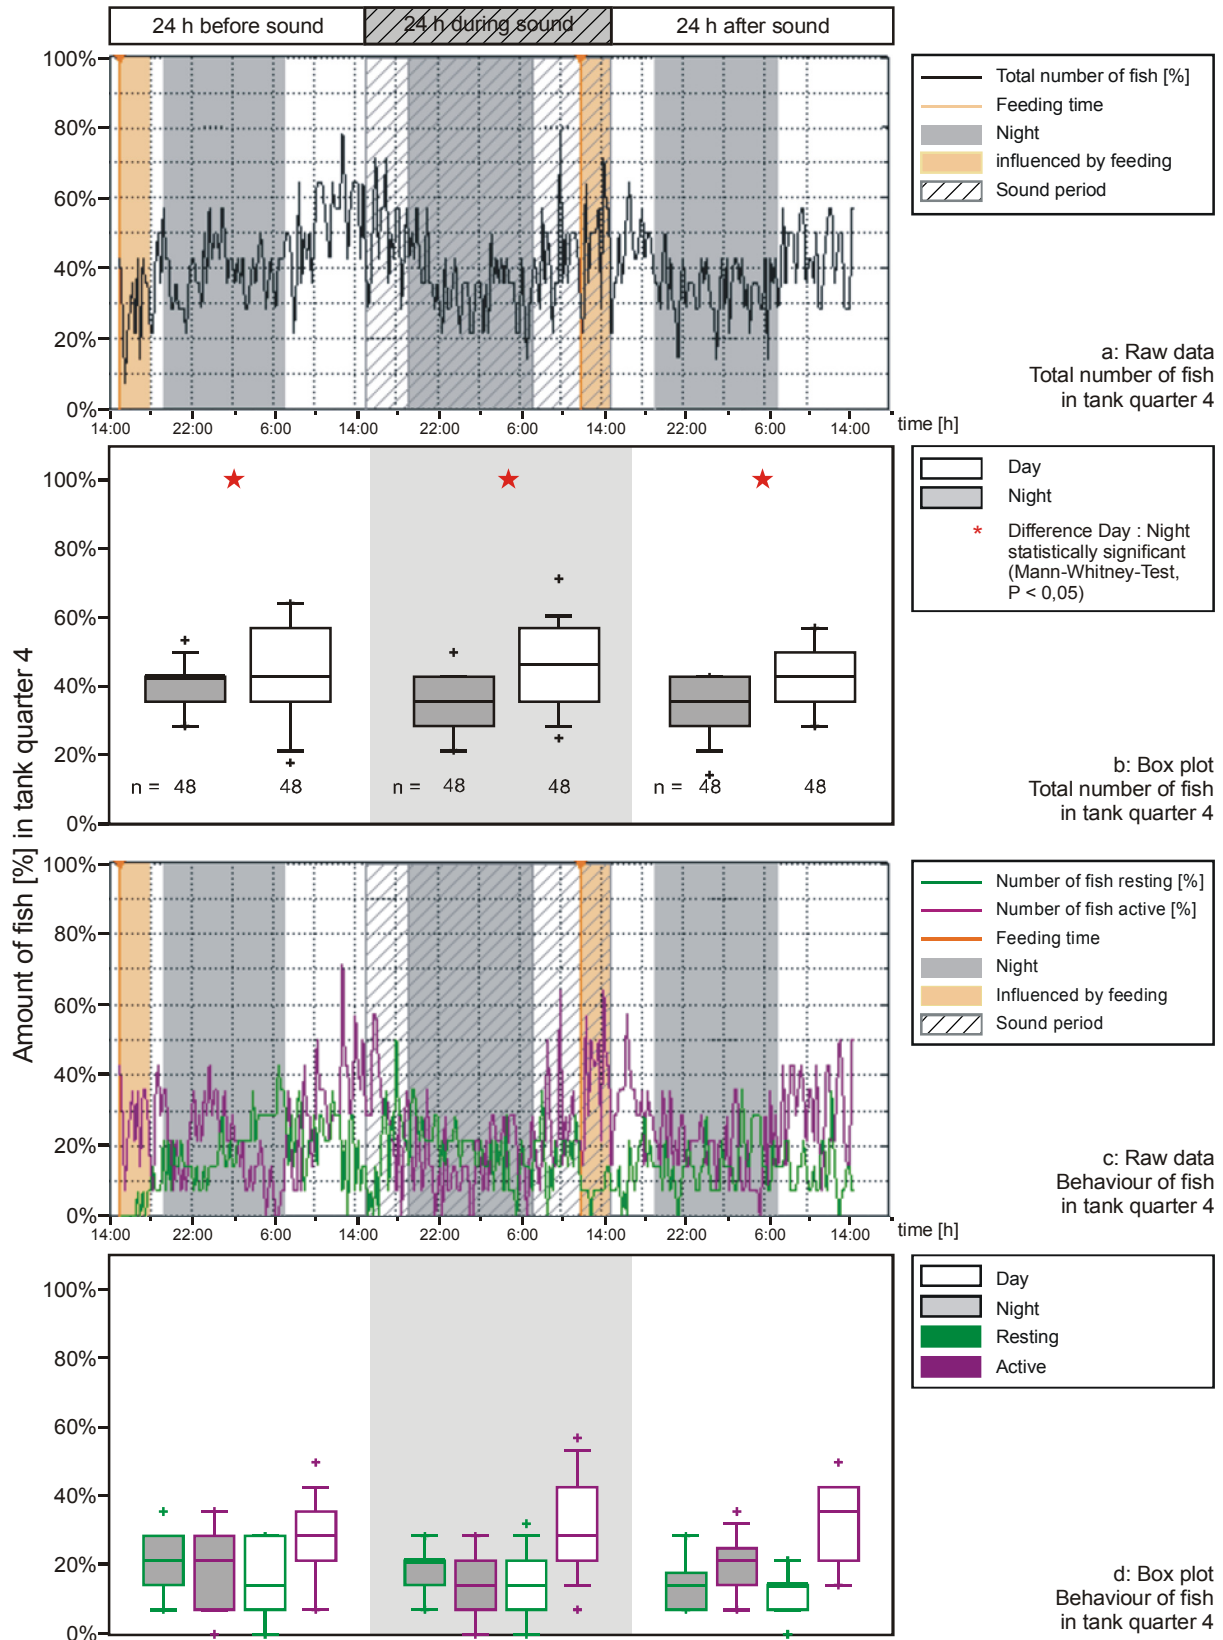 24 h before sound
24 h during sound
24 h after sound
Amount of fish [%] in tank quarter 4
100%
80%
60%
40%
20%
0%
14:00
22:00
6:00
14:00
22:00
6:00
14:00
22:00
6:00
14:00
time [h]
Total number of fish [%]
Feeding time
Night
influenced by feeding
Sound period
a: Raw data
Total number of fish
in tank quarter 4
100%
80%
60%
40%
20%
0%
n = 48
48
n = 48
48
n = 48
48
Day
Night
* Difference Day : Night
statistically significant
(Mann-Whitney-Test,
P < 0,05)
b: Box plot
Total number of fish
in tank quarter 4
100%
80%
60%
40%
20%
0%
14:00
22:00
6:00
14:00
22:00
6:00
14:00
22:00
6:00
14:00
time [h]
Number of fish resting [%]
Number of fish active [%]
Feeding time
Night
Influenced by feeding
Sound period
c: Raw data
Behaviour of fish
in tank quarter 4
100%
80%
60%
40%
20%
0%
Day
Night
Resting
Active
d: Box plot
Behaviour of fish
in tank quarter 4